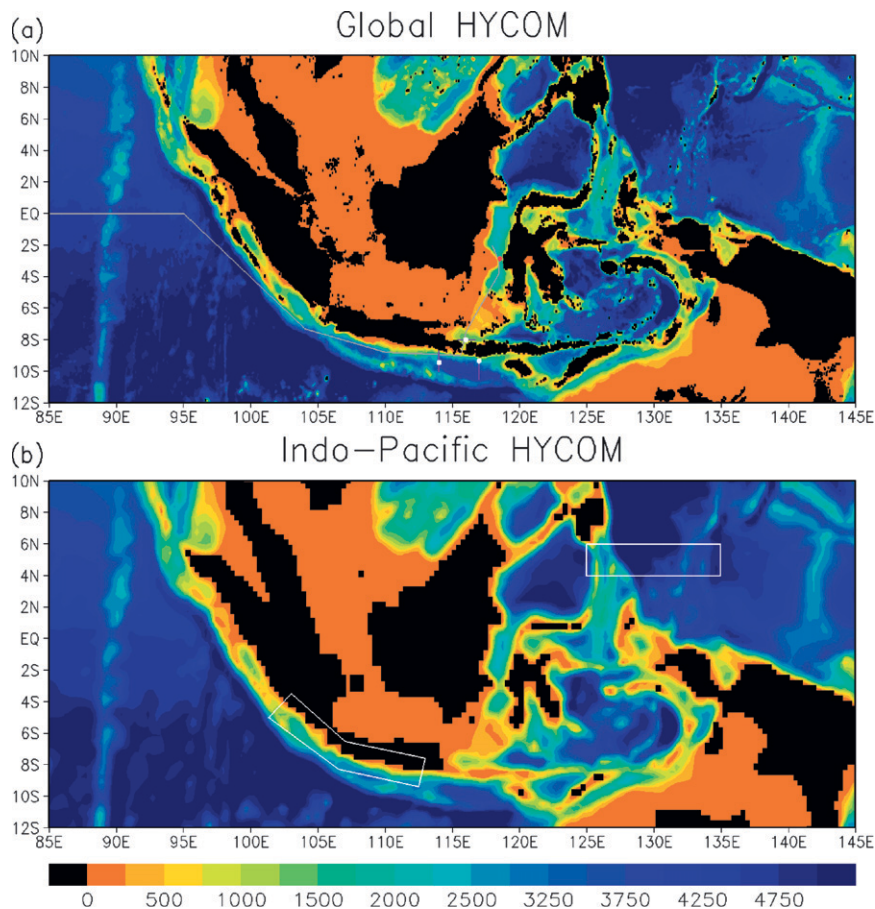 (a) Global HYCOM
10N
8N
6N
4N
2N
EQ
2S
4S
6S
8S
10S
12S
85E 90E 95E 100E 105E 110E 115E 120E 125E 130E 135E 140E 145E
(b) Indo-Pacific HYCOM
10N
8N
6N
4N
2N
EQ
2S
4S
6S
8S
10S
12S
85E 90E 95E 100E 105E 110E 115E 120E 125E 130E 135E 140E 145E
0 500 1000 1500 2000 2500 3250 3750 4250 4750